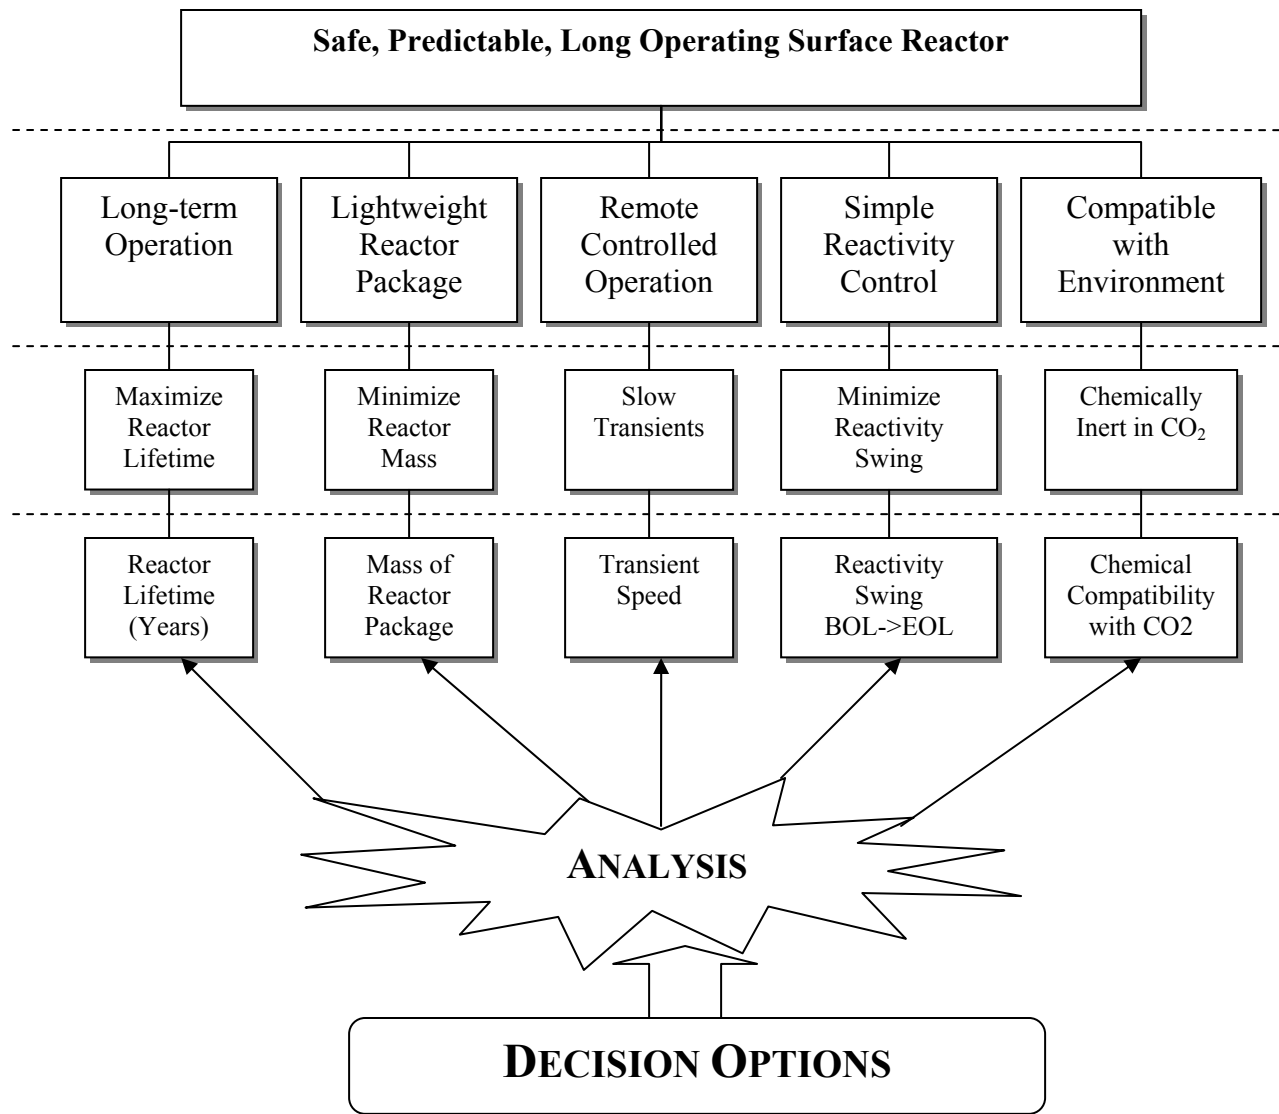 Safe, Predictable, Long Operating Surface Reactor
Long-term
Operation
Lightweight
Reactor
Package
Remote
Controlled
Operation
Simple
Reactivity
Control
Compatible
with
Environment
Maximize
Reactor
Lifetime
Minimize
Reactor
Mass
Slow
Transients
Minimize
Reactivity
Swing
Chemically
Inert in CO₂
Reactor
Lifetime
(Years)
Mass of
Reactor
Package
Transient
Speed
Reactivity
Swing
BOL->EOL
Chemical
Compatibility
with CO2
ANALYSIS
DECISION OPTIONS